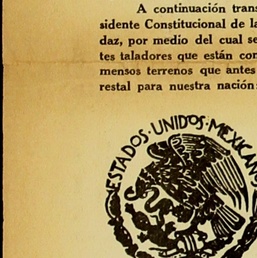 A continuación trans
sidente Constitucional de la
daz, por medio del cual se
tes taladores que están con
mensos terrenos que antes
restal para nuestra nación:
ESTADOS·UNIDOS·MEXICANOS